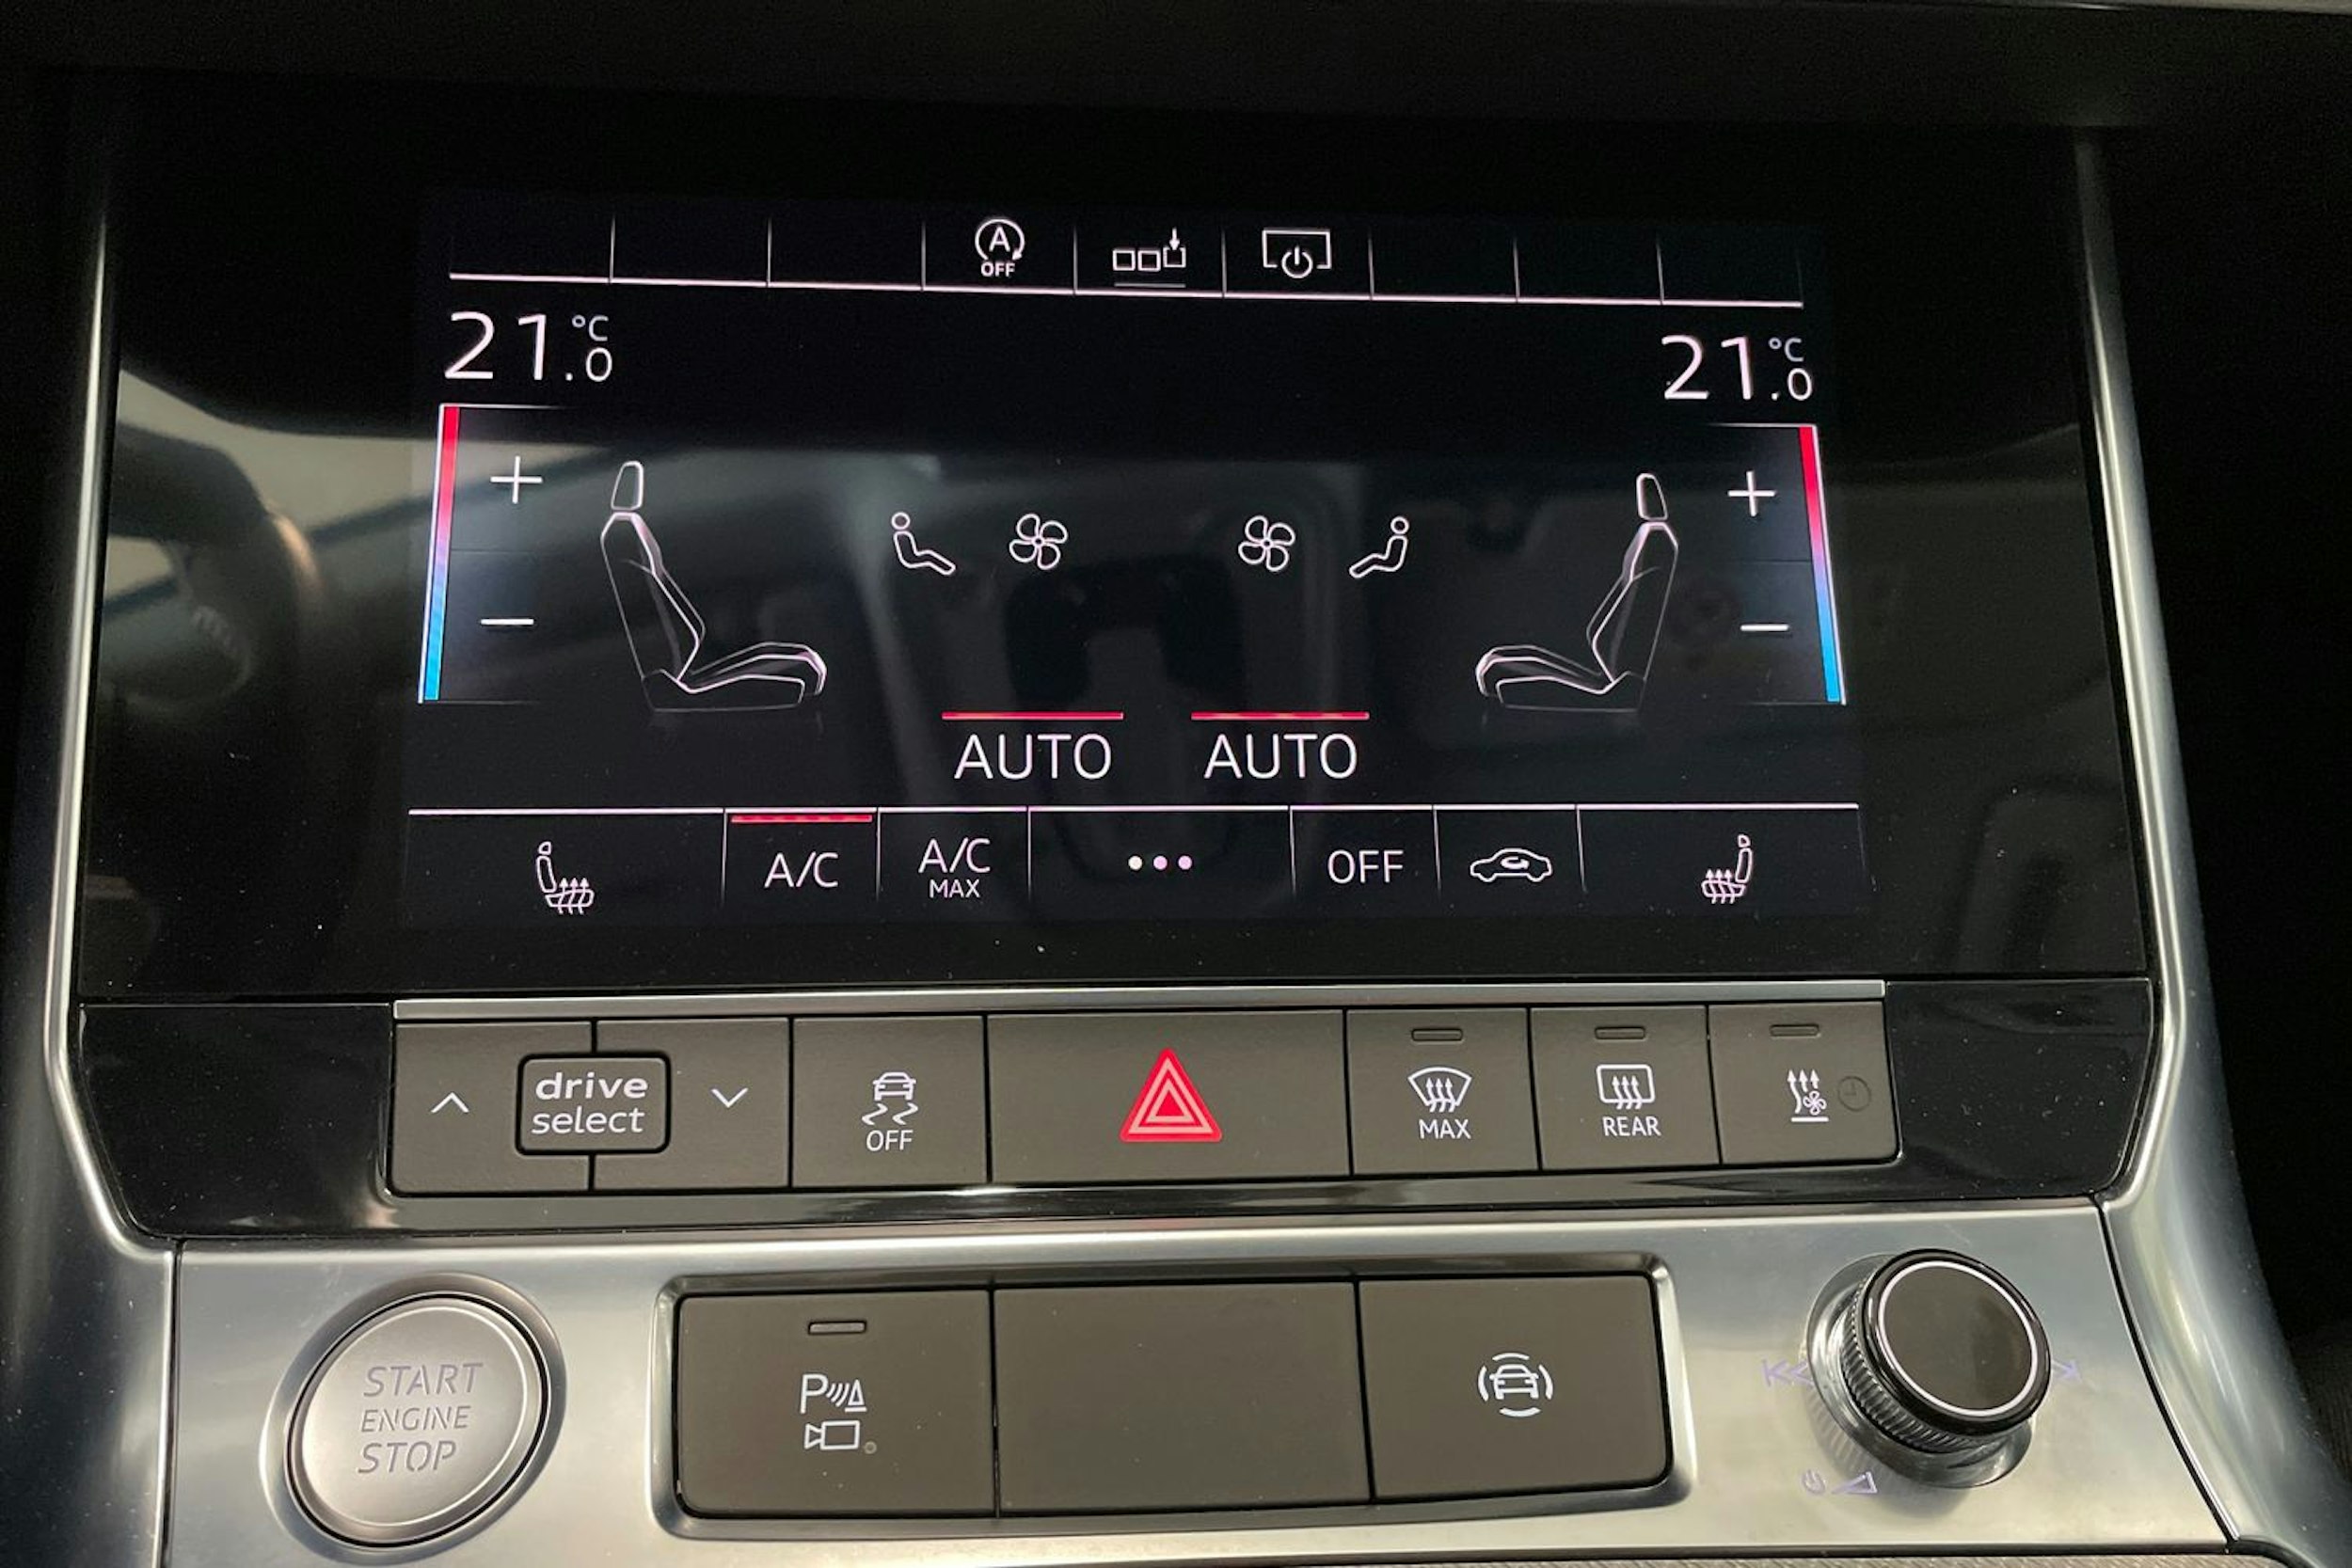 A
OFF
21.0 °C
21.0 °C
+
+
−
−
AUTO AUTO
A/C
A/C
MAX
•••
OFF
drive
select
OFF
MAX
REAR
START
ENGINE
STOP
P